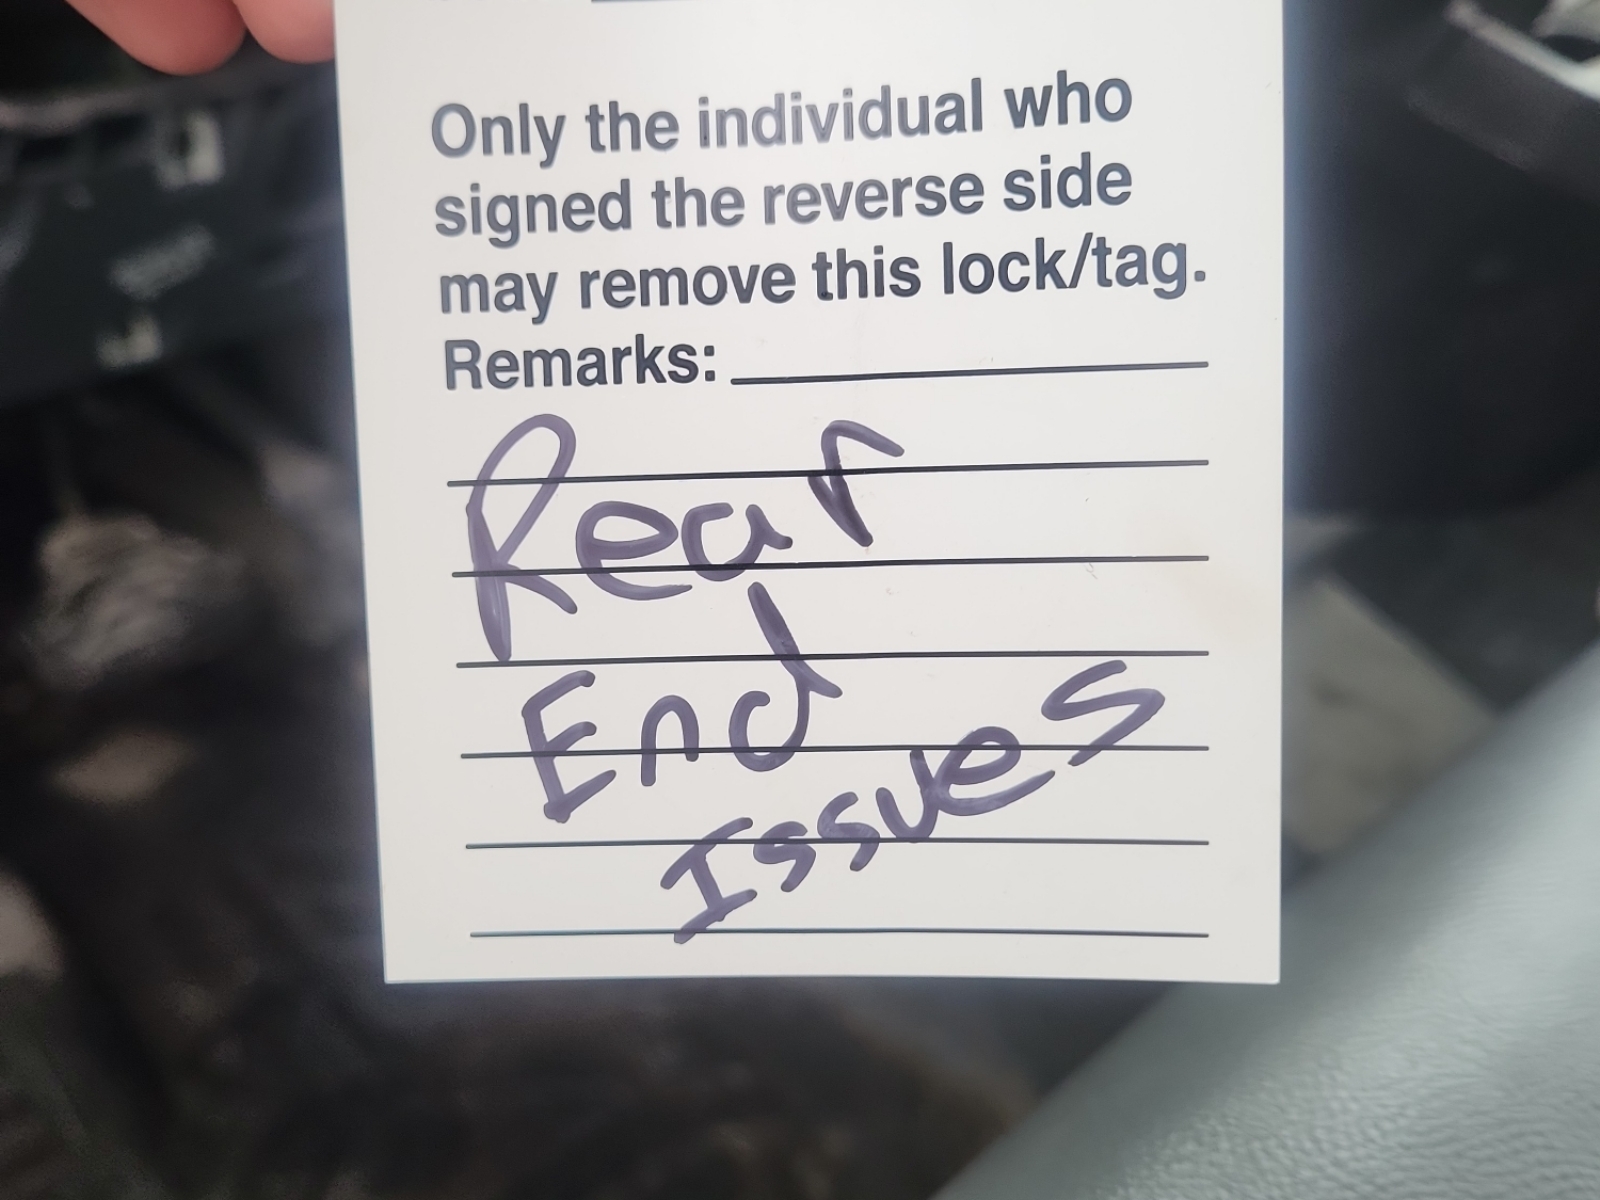 Only the individual who
signed the reverse side
may remove this lock/tag.
Remarks:
Rear
End
Issues